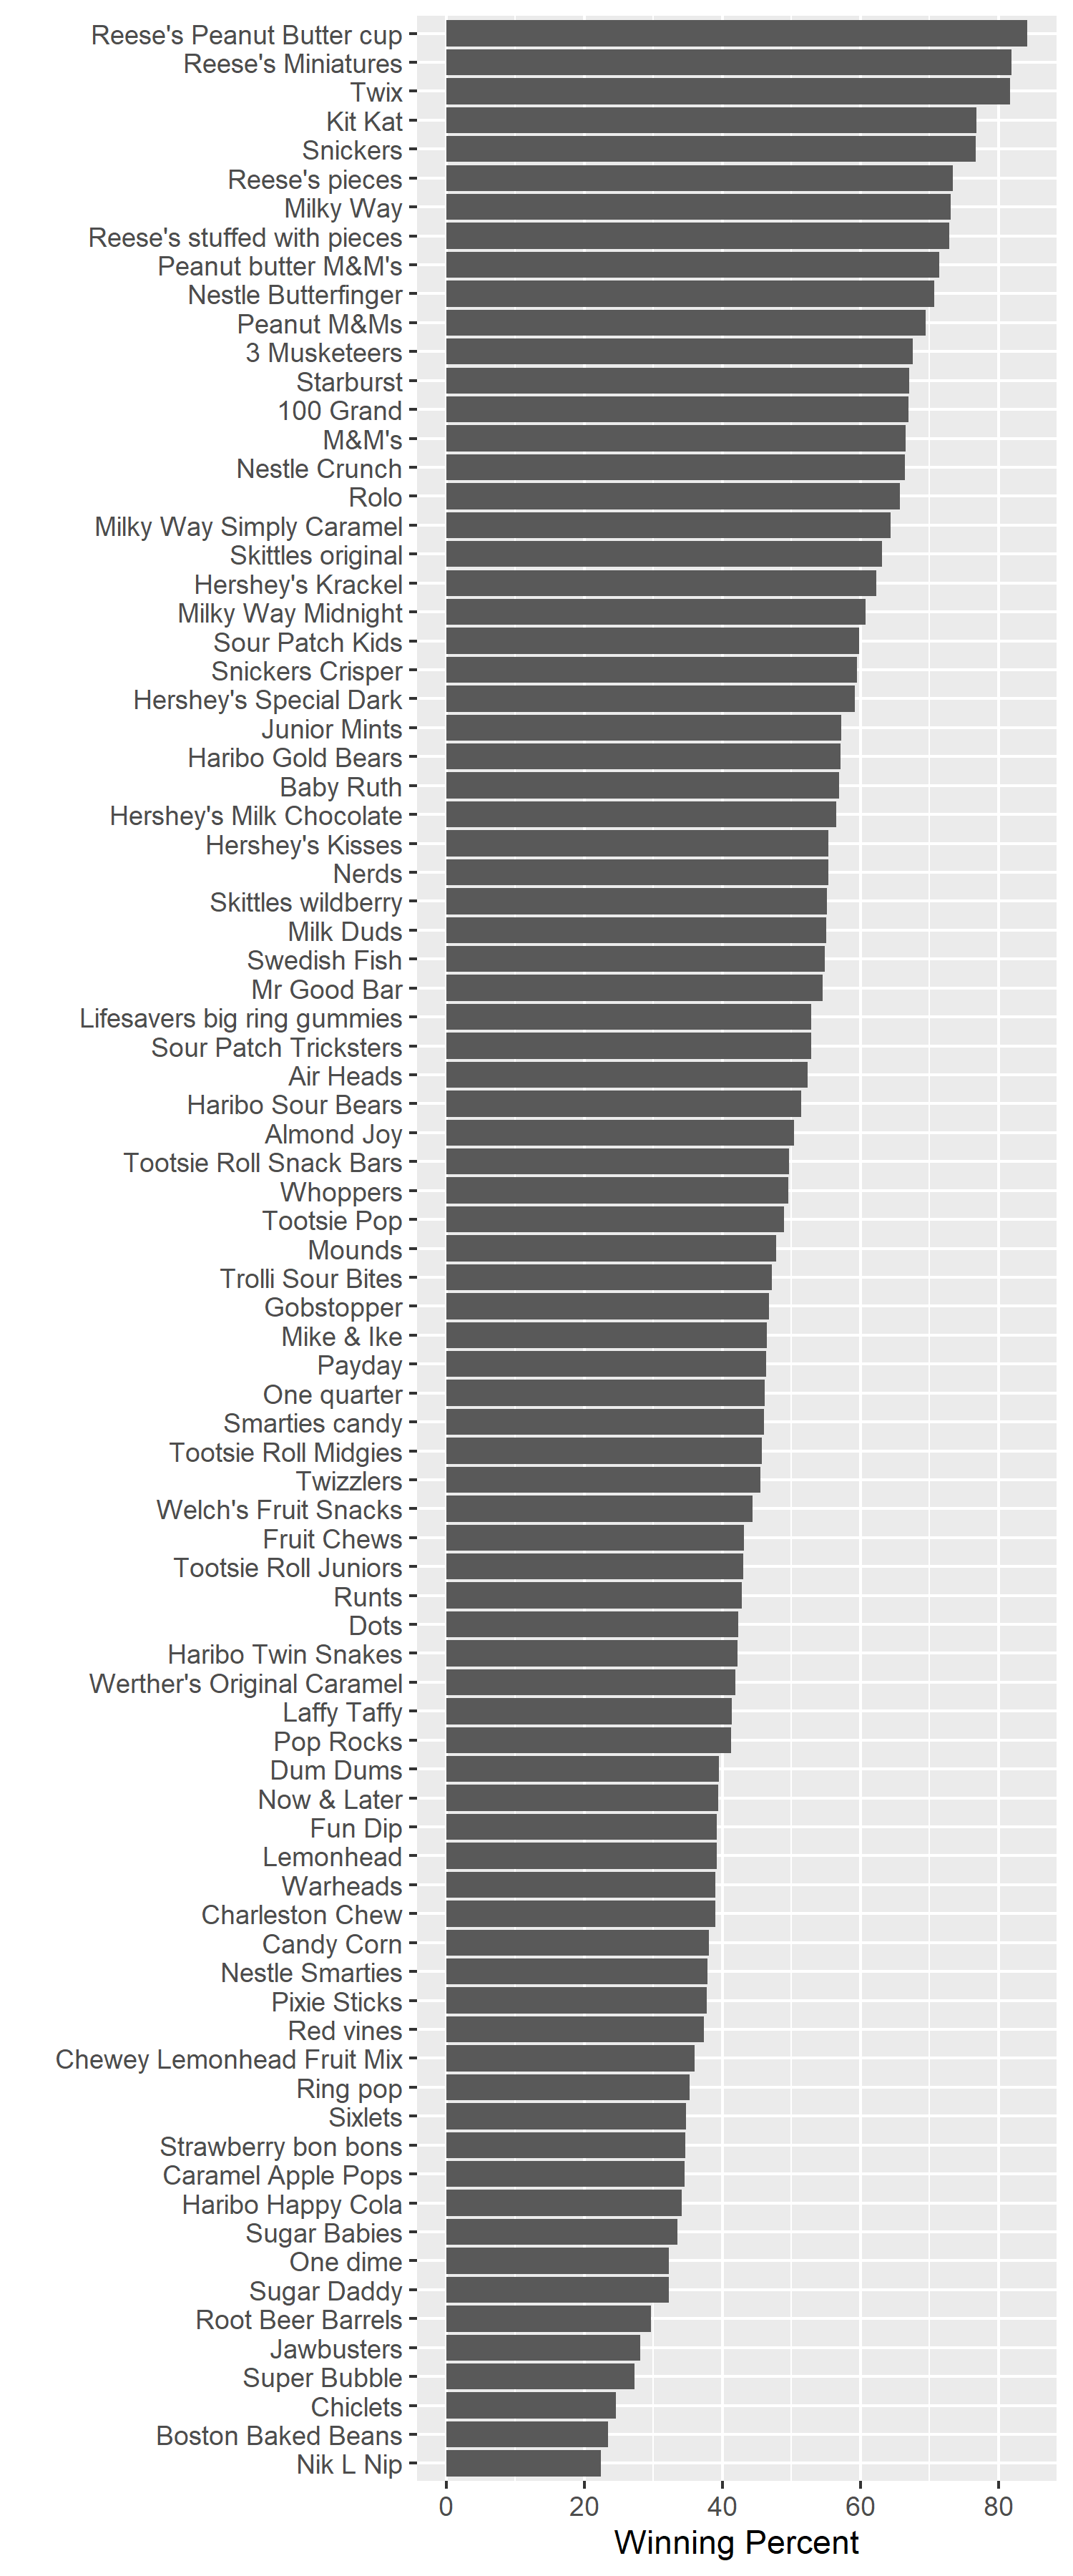 Reese's Peanut Butter cup
Reese's Miniatures
Twix
Kit Kat
Snickers
Reese's pieces
Milky Way
Reese's stuffed with pieces
Peanut butter M&M's
Nestle Butterfinger
Peanut M&Ms
3 Musketeers
Starburst
100 Grand
M&M's
Nestle Crunch
Rolo
Milky Way Simply Caramel
Skittles original
Hershey's Krackel
Milky Way Midnight
Sour Patch Kids
Snickers Crisper
Hershey's Special Dark
Junior Mints
Haribo Gold Bears
Baby Ruth
Hershey's Milk Chocolate
Hershey's Kisses
Nerds
Skittles wildberry
Milk Duds
Swedish Fish
Mr Good Bar
Lifesavers big ring gummies
Sour Patch Tricksters
Air Heads
Haribo Sour Bears
Almond Joy
Tootsie Roll Snack Bars
Whoppers
Tootsie Pop
Mounds
Trolli Sour Bites
Gobstopper
Mike & Ike
Payday
One quarter
Smarties candy
Tootsie Roll Midgies
Twizzlers
Welch's Fruit Snacks
Fruit Chews
Tootsie Roll Juniors
Runts
Dots
Haribo Twin Snakes
Werther's Original Caramel
Laffy Taffy
Pop Rocks
Dum Dums
Now & Later
Fun Dip
Lemonhead
Warheads
Charleston Chew
Candy Corn
Nestle Smarties
Pixie Sticks
Red vines
Chewey Lemonhead Fruit Mix
Ring pop
Sixlets
Strawberry bon bons
Caramel Apple Pops
Haribo Happy Cola
Sugar Babies
One dime
Sugar Daddy
Root Beer Barrels
Jawbusters
Super Bubble
Chiclets
Boston Baked Beans
Nik L Nip
0 20 40 60 80
Winning Percent